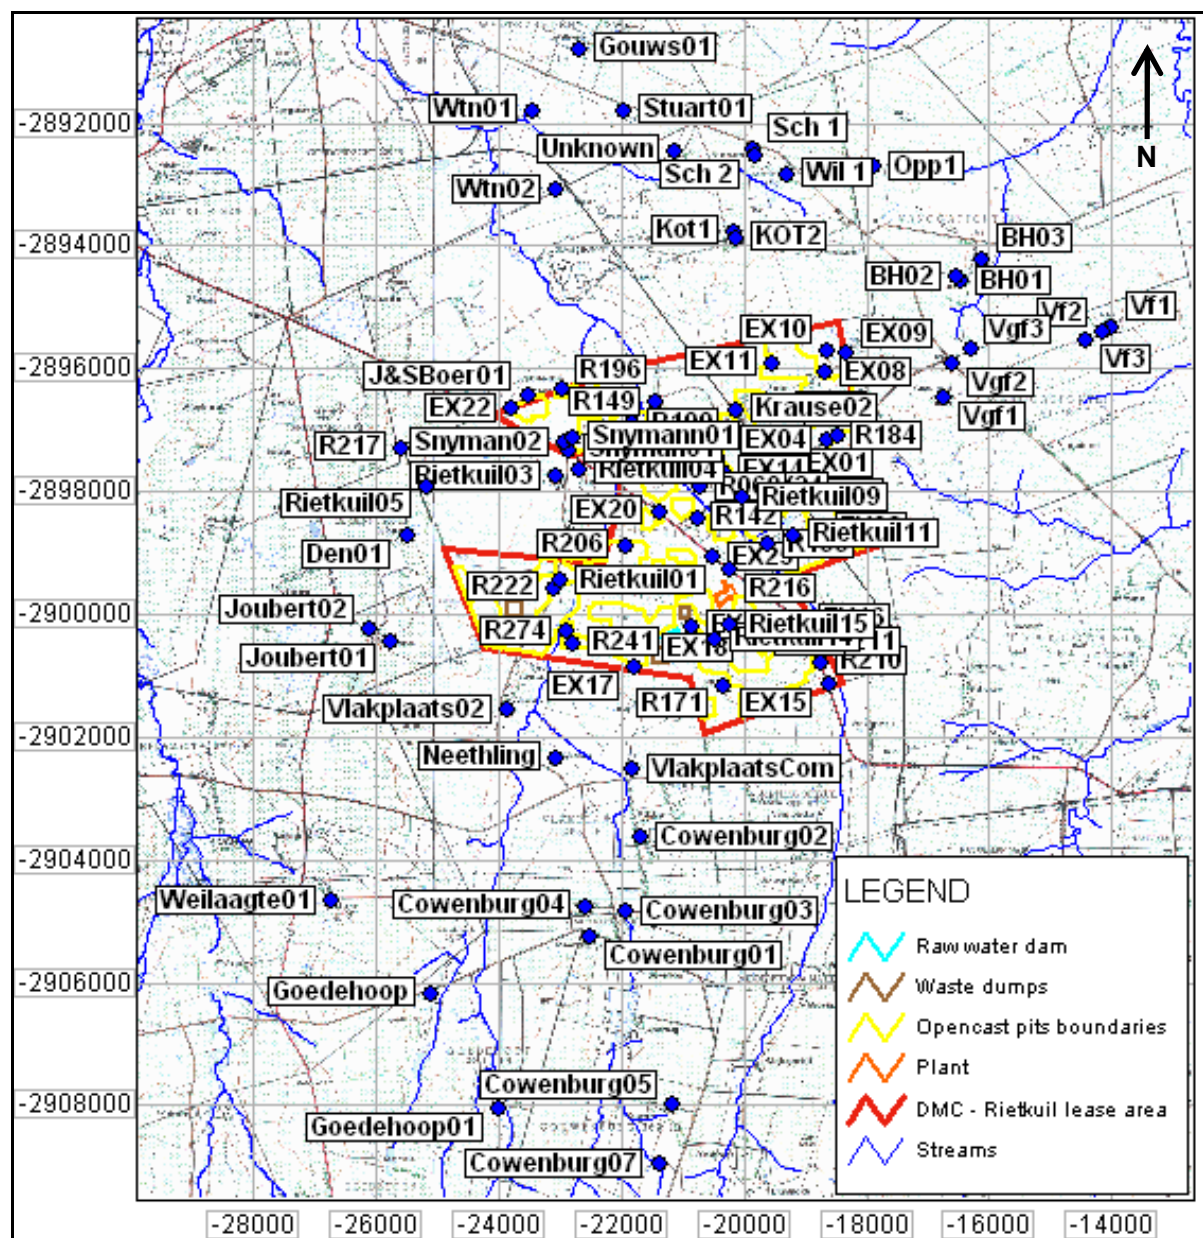 Gouws01
Wtn01
Stuart01
-2892000
Sch 1
Unknown
Sch 2
Wil 1
Opp1
N
Wtn02
Kot1
KOT2
BH03
-2894000
BH02
BH01
Vf2
Vf1
EX10
EX09
Vgf3
Vf3
EX11
R196
EX08
-2896000
J&SBoer01
Vgf2
EX22
R149
Krause02
Vgf1
R217
Snyman02
Snymann01
EX04
R184
Rietkuil03
Rietkuil04
EX14
EX01
-2898000
Rietkuil05
Rietkuil09
EX20
R142
Rietkuil11
Den01
R206
EX23
R222
Rietkuil01
R216
-2900000
Joubert02
R274
R241
EX18
Rietkuil15
Joubert01
R210
EX17
R171
EX15
Vlakplaats02
-2902000
Neethling
VlakplaatsCom
Cowenburg02
-2904000
Weilaagte01
Cowenburg04
Cowenburg03
Cowenburg01
-2906000
Goedehoop
Cowenburg05
-2908000
Goedehoop01
Cowenburg07
LEGEND
Raw water dam
Waste dumps
Opencast pits boundaries
Plant
DMC - Rietkuil lease area
Streams
-28000 -26000 -24000 -22000 -20000 -18000 -16000 -14000